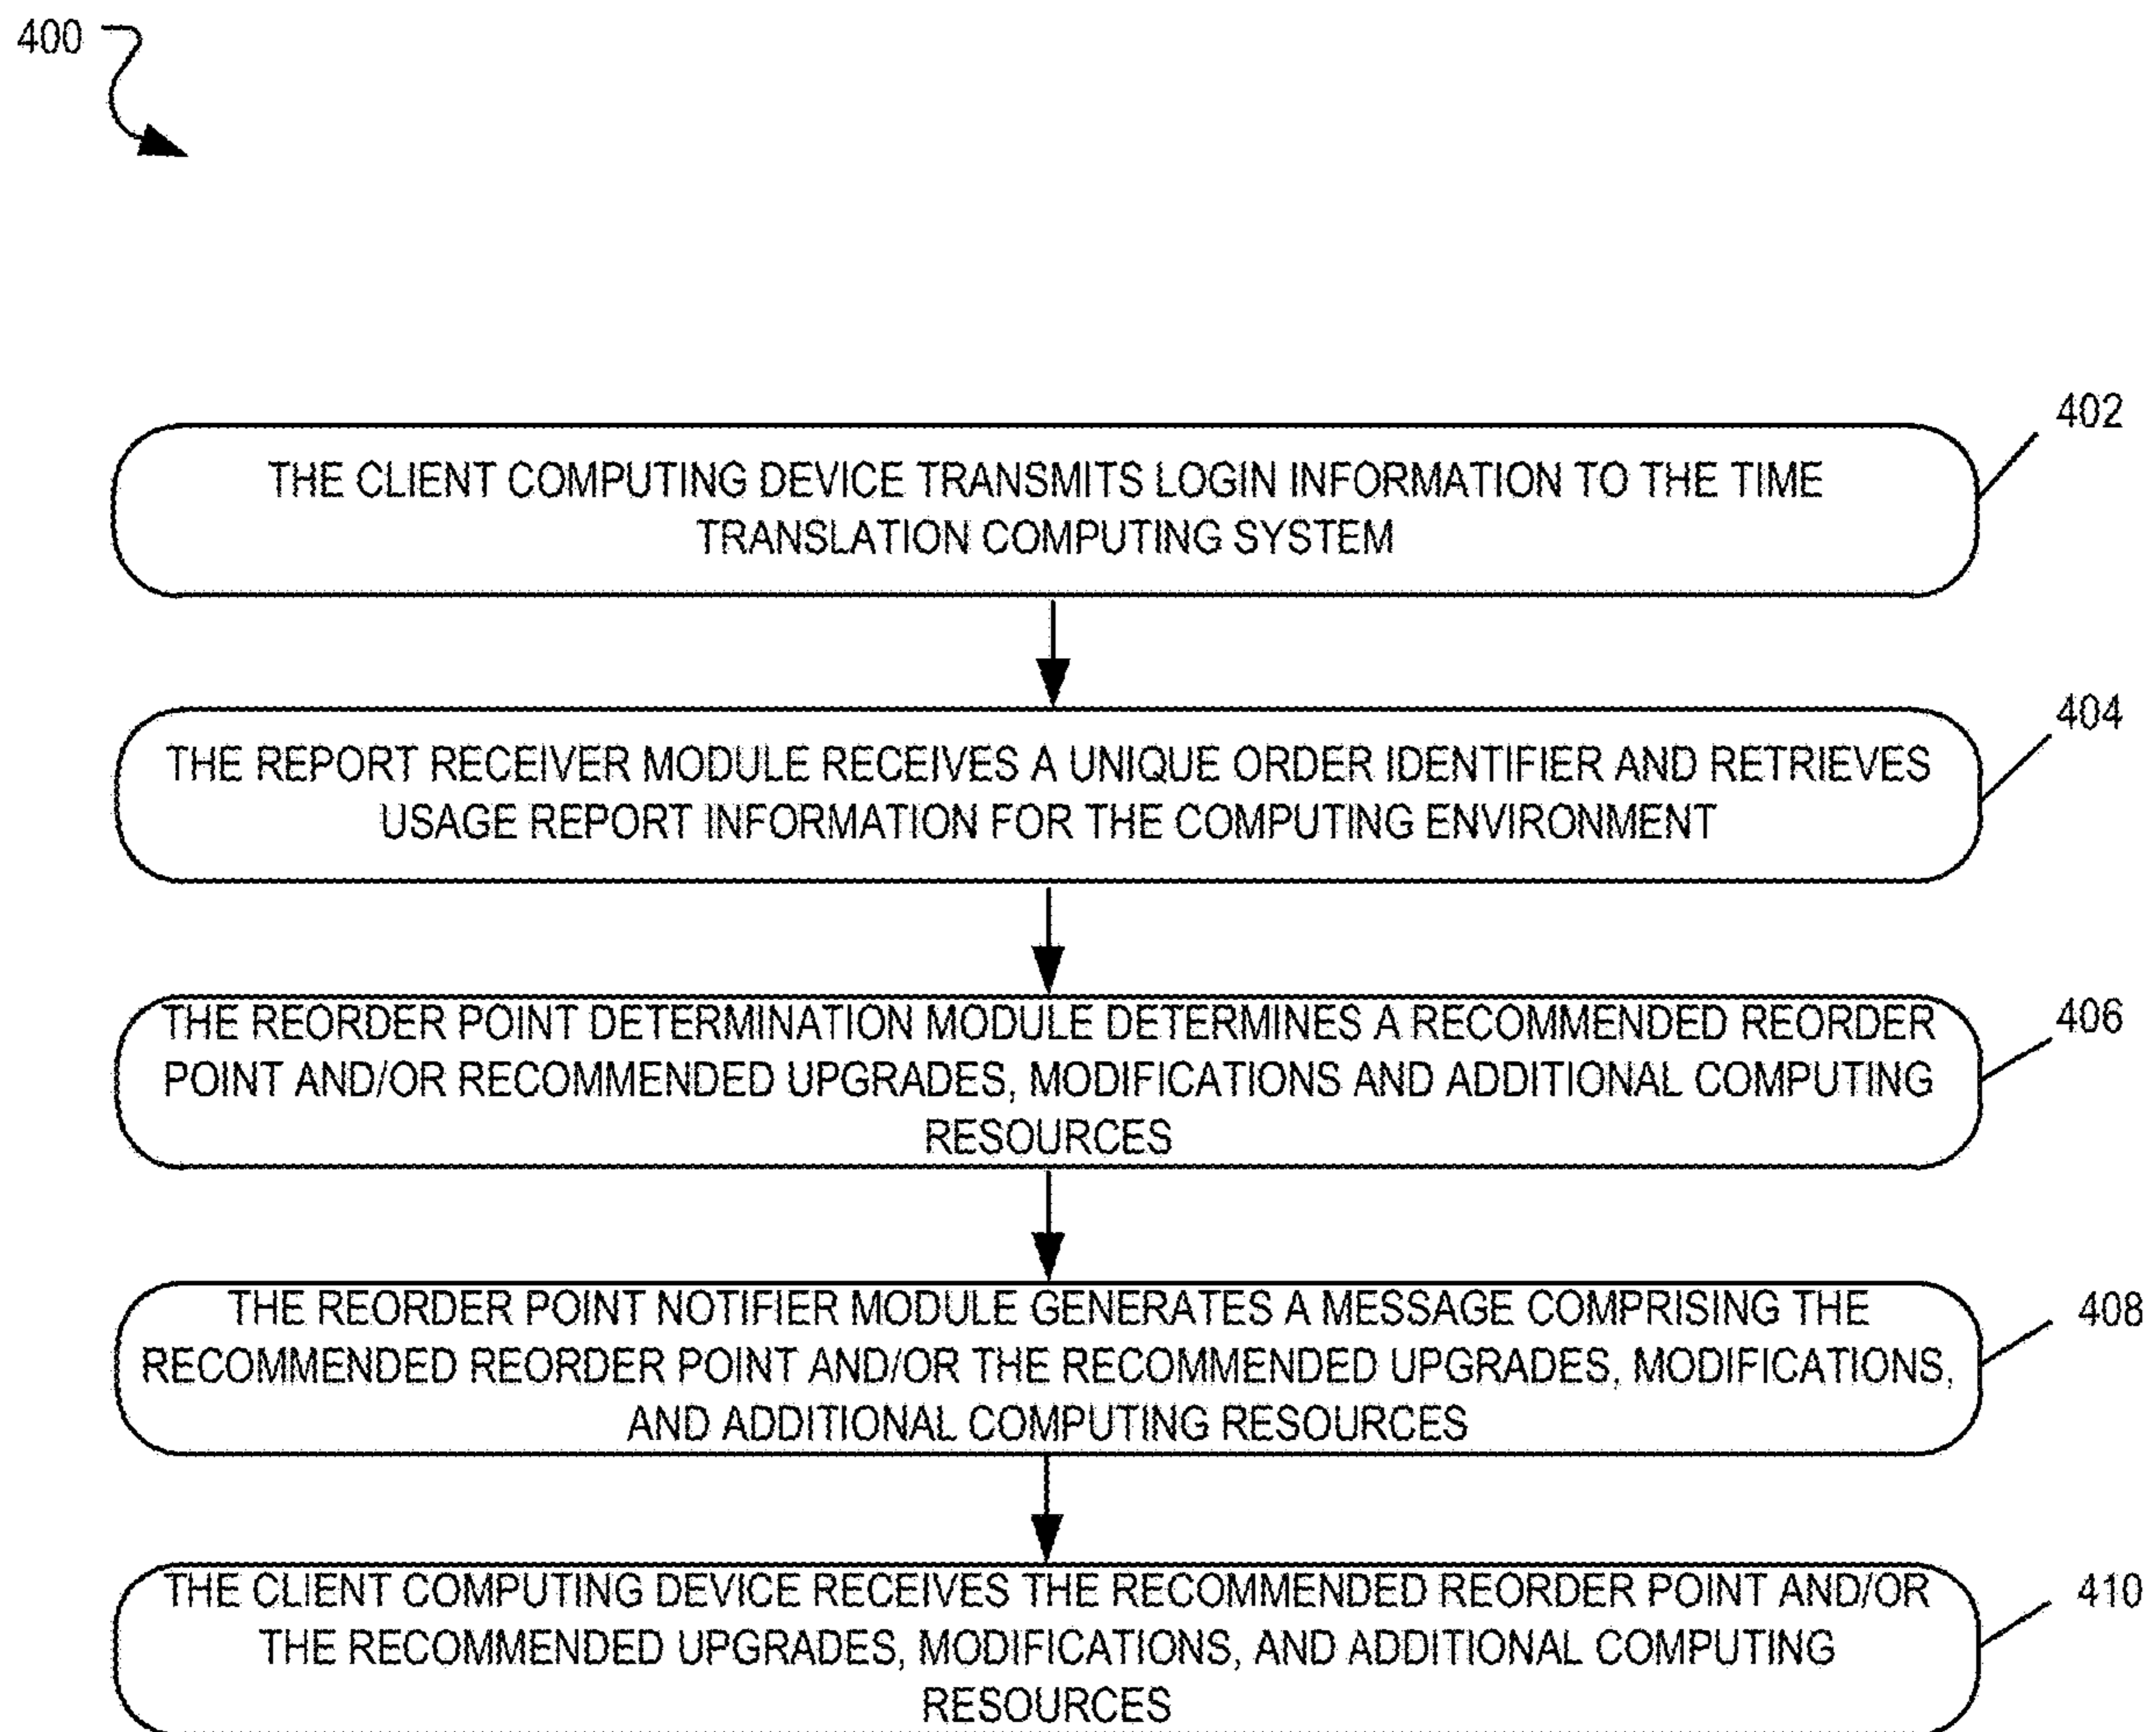 400
402
THE CLIENT COMPUTING DEVICE TRANSMITS LOGIN INFORMATION TO THE TIME
TRANSLATION COMPUTING SYSTEM
404
THE REPORT RECEIVER MODULE RECEIVES A UNIQUE ORDER IDENTIFIER AND RETRIEVES
USAGE REPORT INFORMATION FOR THE COMPUTING ENVIRONMENT
406
THE REORDER POINT DETERMINATION MODULE DETERMINES A RECOMMENDED REORDER
POINT AND/OR RECOMMENDED UPGRADES, MODIFICATIONS AND ADDITIONAL COMPUTING
RESOURCES
408
THE REORDER POINT NOTIFIER MODULE GENERATES A MESSAGE COMPRISING THE
RECOMMENDED REORDER POINT AND/OR THE RECOMMENDED UPGRADES, MODIFICATIONS,
AND ADDITIONAL COMPUTING RESOURCES
410
THE CLIENT COMPUTING DEVICE RECEIVES THE RECOMMENDED REORDER POINT AND/OR
THE RECOMMENDED UPGRADES, MODIFICATIONS, AND ADDITIONAL COMPUTING
RESOURCES